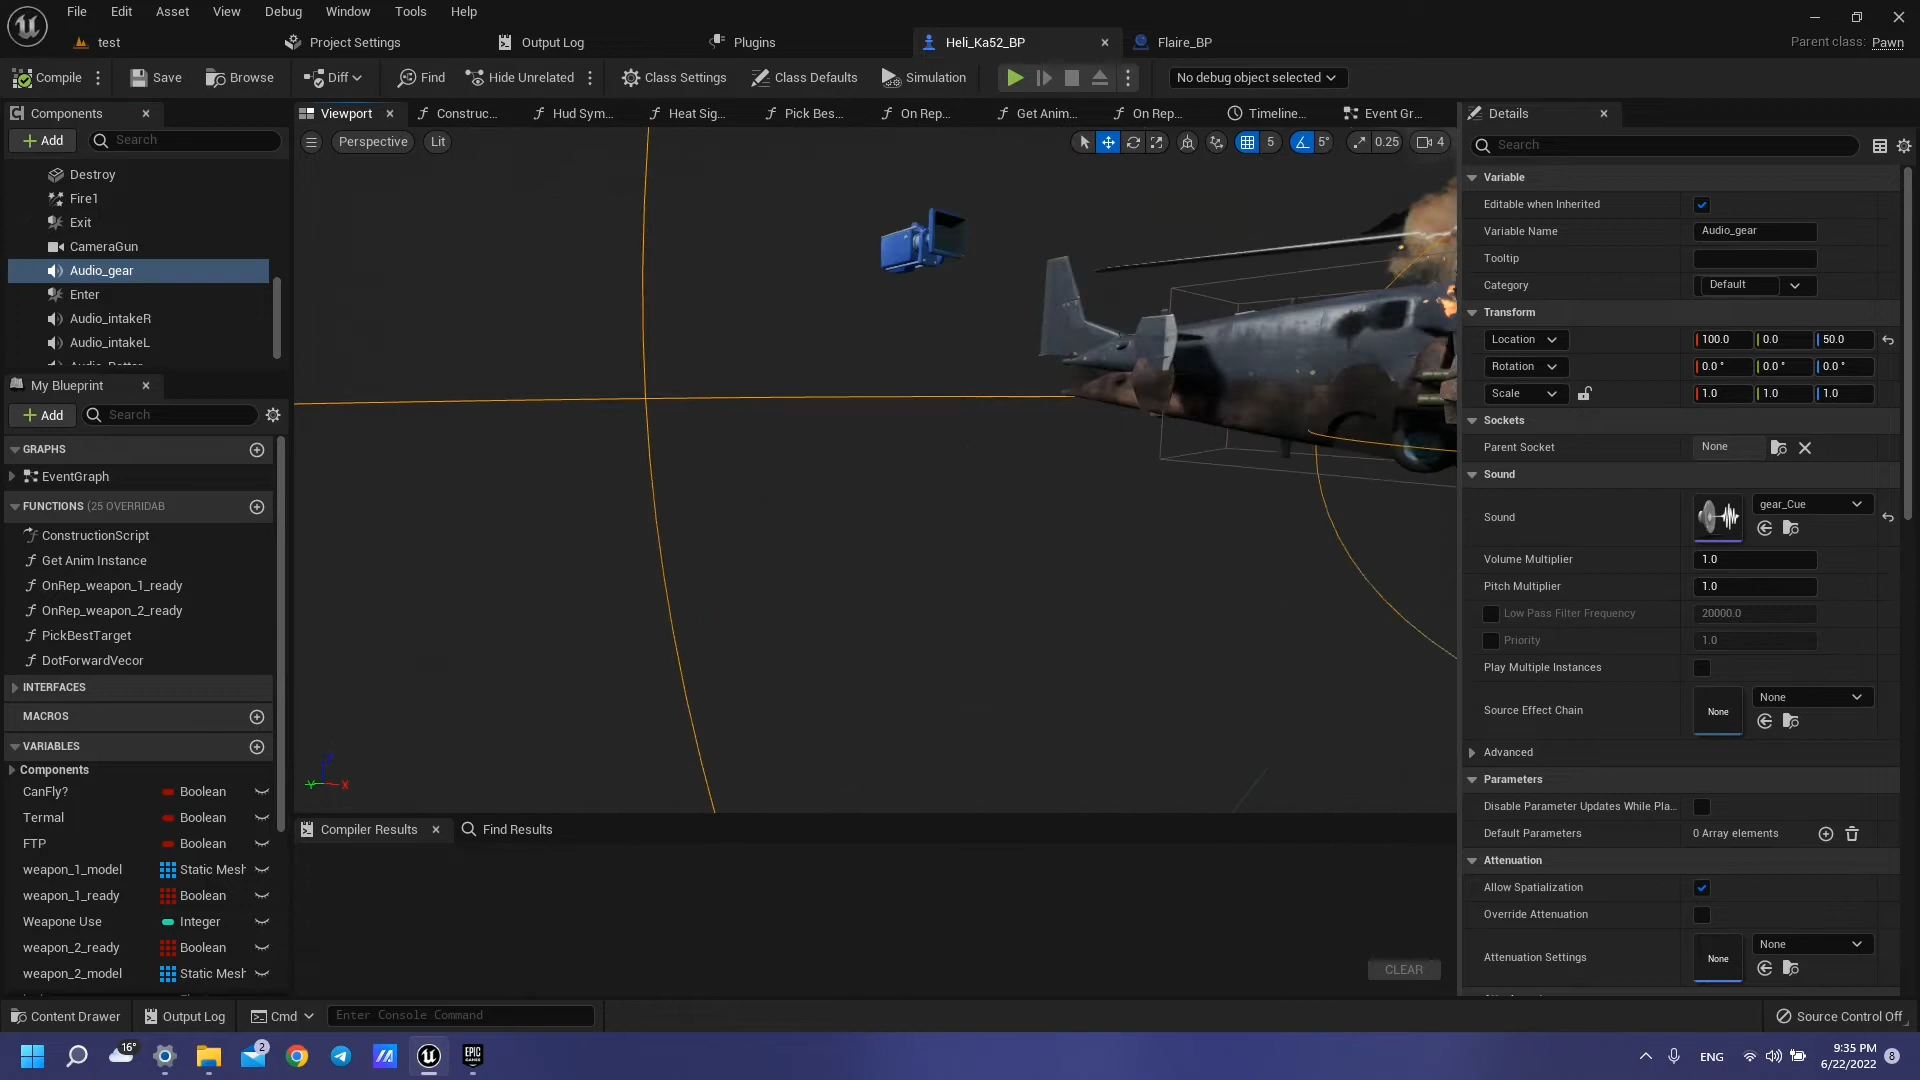 File
Edit
Asset
View
Debug
Window
Tools
Help
test
Project Settings
Output Log
Plugins
Heli_Ka52_BP
Flaire_BP
Parent class: Pawn
Compile
Save
Browse
Diff
Find
Hide Unrelated
Class Settings
Class Defaults
Simulation
No debug object selected
Components
Viewport
Construc...
Hud Sym...
Heat Sig...
Pick Bes...
On Rep...
Get Anim...
On Rep...
Timeline...
Event Gr...
Details
Add
Search
Perspective
Lit
5
5°
0.25
4
Search
Destroy
Fire1
Exit
CameraGun
Audio_gear
Enter
Audio_intakeR
Audio_intakeL
My Blueprint
Add
Search
GRAPHS
EventGraph
FUNCTIONS (25 OVERRIDAB
ConstructionScript
Get Anim Instance
OnRep_weapon_1_ready
OnRep_weapon_2_ready
PickBestTarget
DotForwardVecor
INTERFACES
MACROS
VARIABLES
Components
CanFly? Boolean
Termal Boolean
FTP Boolean
weapon_1_model Static Mesh
weapon_1_ready Boolean
Weapone Use Integer
weapon_2_ready Boolean
weapon_2_model Static Mesh
Compiler Results
Find Results
CLEAR
Variable
Editable when Inherited
Variable Name Audio_gear
Tooltip
Category Default
Transform
Location 100.0 0.0 50.0
Rotation 0.0 ° 0.0 ° 0.0 °
Scale 1.0 1.0 1.0
Sockets
Parent Socket None
Sound
Sound gear_Cue
Volume Multiplier 1.0
Pitch Multiplier 1.0
Low Pass Filter Frequency 20000.0
Priority 1.0
Play Multiple Instances
Source Effect Chain None None
Advanced
Parameters
Disable Parameter Updates While Pla...
Default Parameters 0 Array elements
Attenuation
Allow Spatialization
Override Attenuation
Attenuation Settings None None
Content Drawer
Output Log
Cmd
Enter Console Command
Source Control Off
16°
2
EPIC
GAMES
ENG
9:35 PM
6/22/2022
8